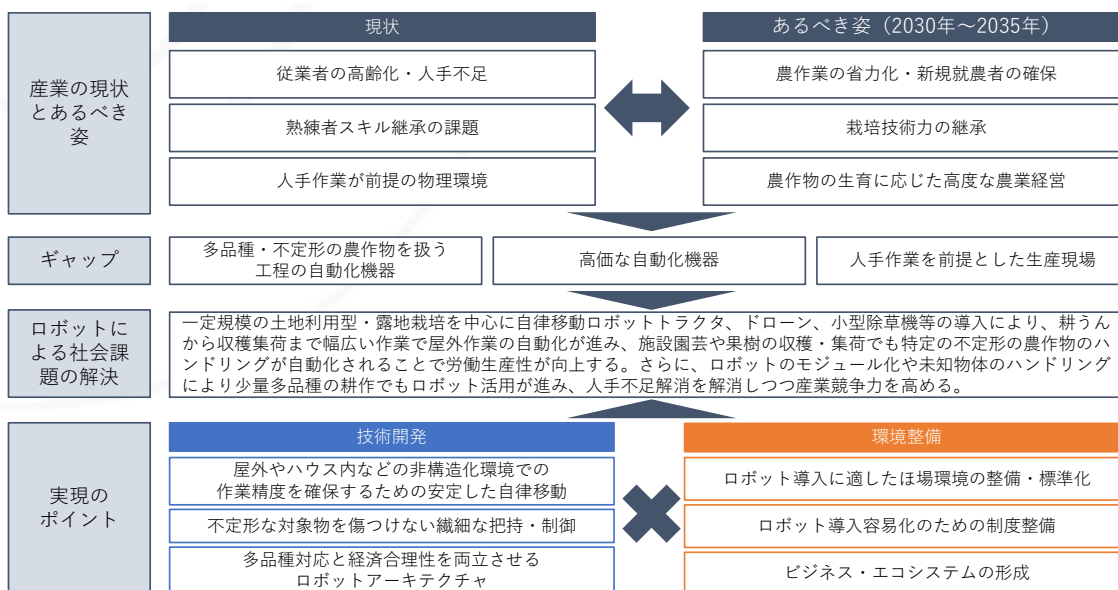 産業の現状
とあるべき
姿
現状
従業者の高齢化・人手不足
熟練者スキル継承の課題
人手作業が前提の物理環境
あるべき姿（2030年～2035年）
農作業の省力化・新規就農者の確保
栽培技術力の継承
農作物の生育に応じた高度な農業経営
ギャップ
多品種・不定形の農作物を扱う
工程の自動化機器
高価な自動化機器
人手作業を前提とした生産現場
ロボットに
よる社会課
題の解決
一定規模の土地利用型・露地栽培を中心に自律移動ロボットトラクタ、ドローン、小型除草機等の導入により、耕うん
から収穫集荷まで幅広い作業で屋外作業の自動化が進み、施設園芸や果樹の収穫・集荷でも特定の不定形の農作物のハ
ンドリングが自動化されることで労働生産性が向上する。さらに、ロボットのモジュール化や未知物体のハンドリング
により少量多品種の耕作でもロボット活用が進み、人手不足解消を解消しつつ産業競争力を高める。
実現の
ポイント
技術開発
屋外やハウス内などの非構造化環境での
作業精度を確保するための安定した自律移動
不定形な対象物を傷つけない繊細な把持・制御
多品種対応と経済合理性を両立させる
ロボットアーキテクチャ
環境整備
ロボット導入に適したほ場環境の整備・標準化
ロボット導入容易化のための制度整備
ビジネス・エコシステムの形成